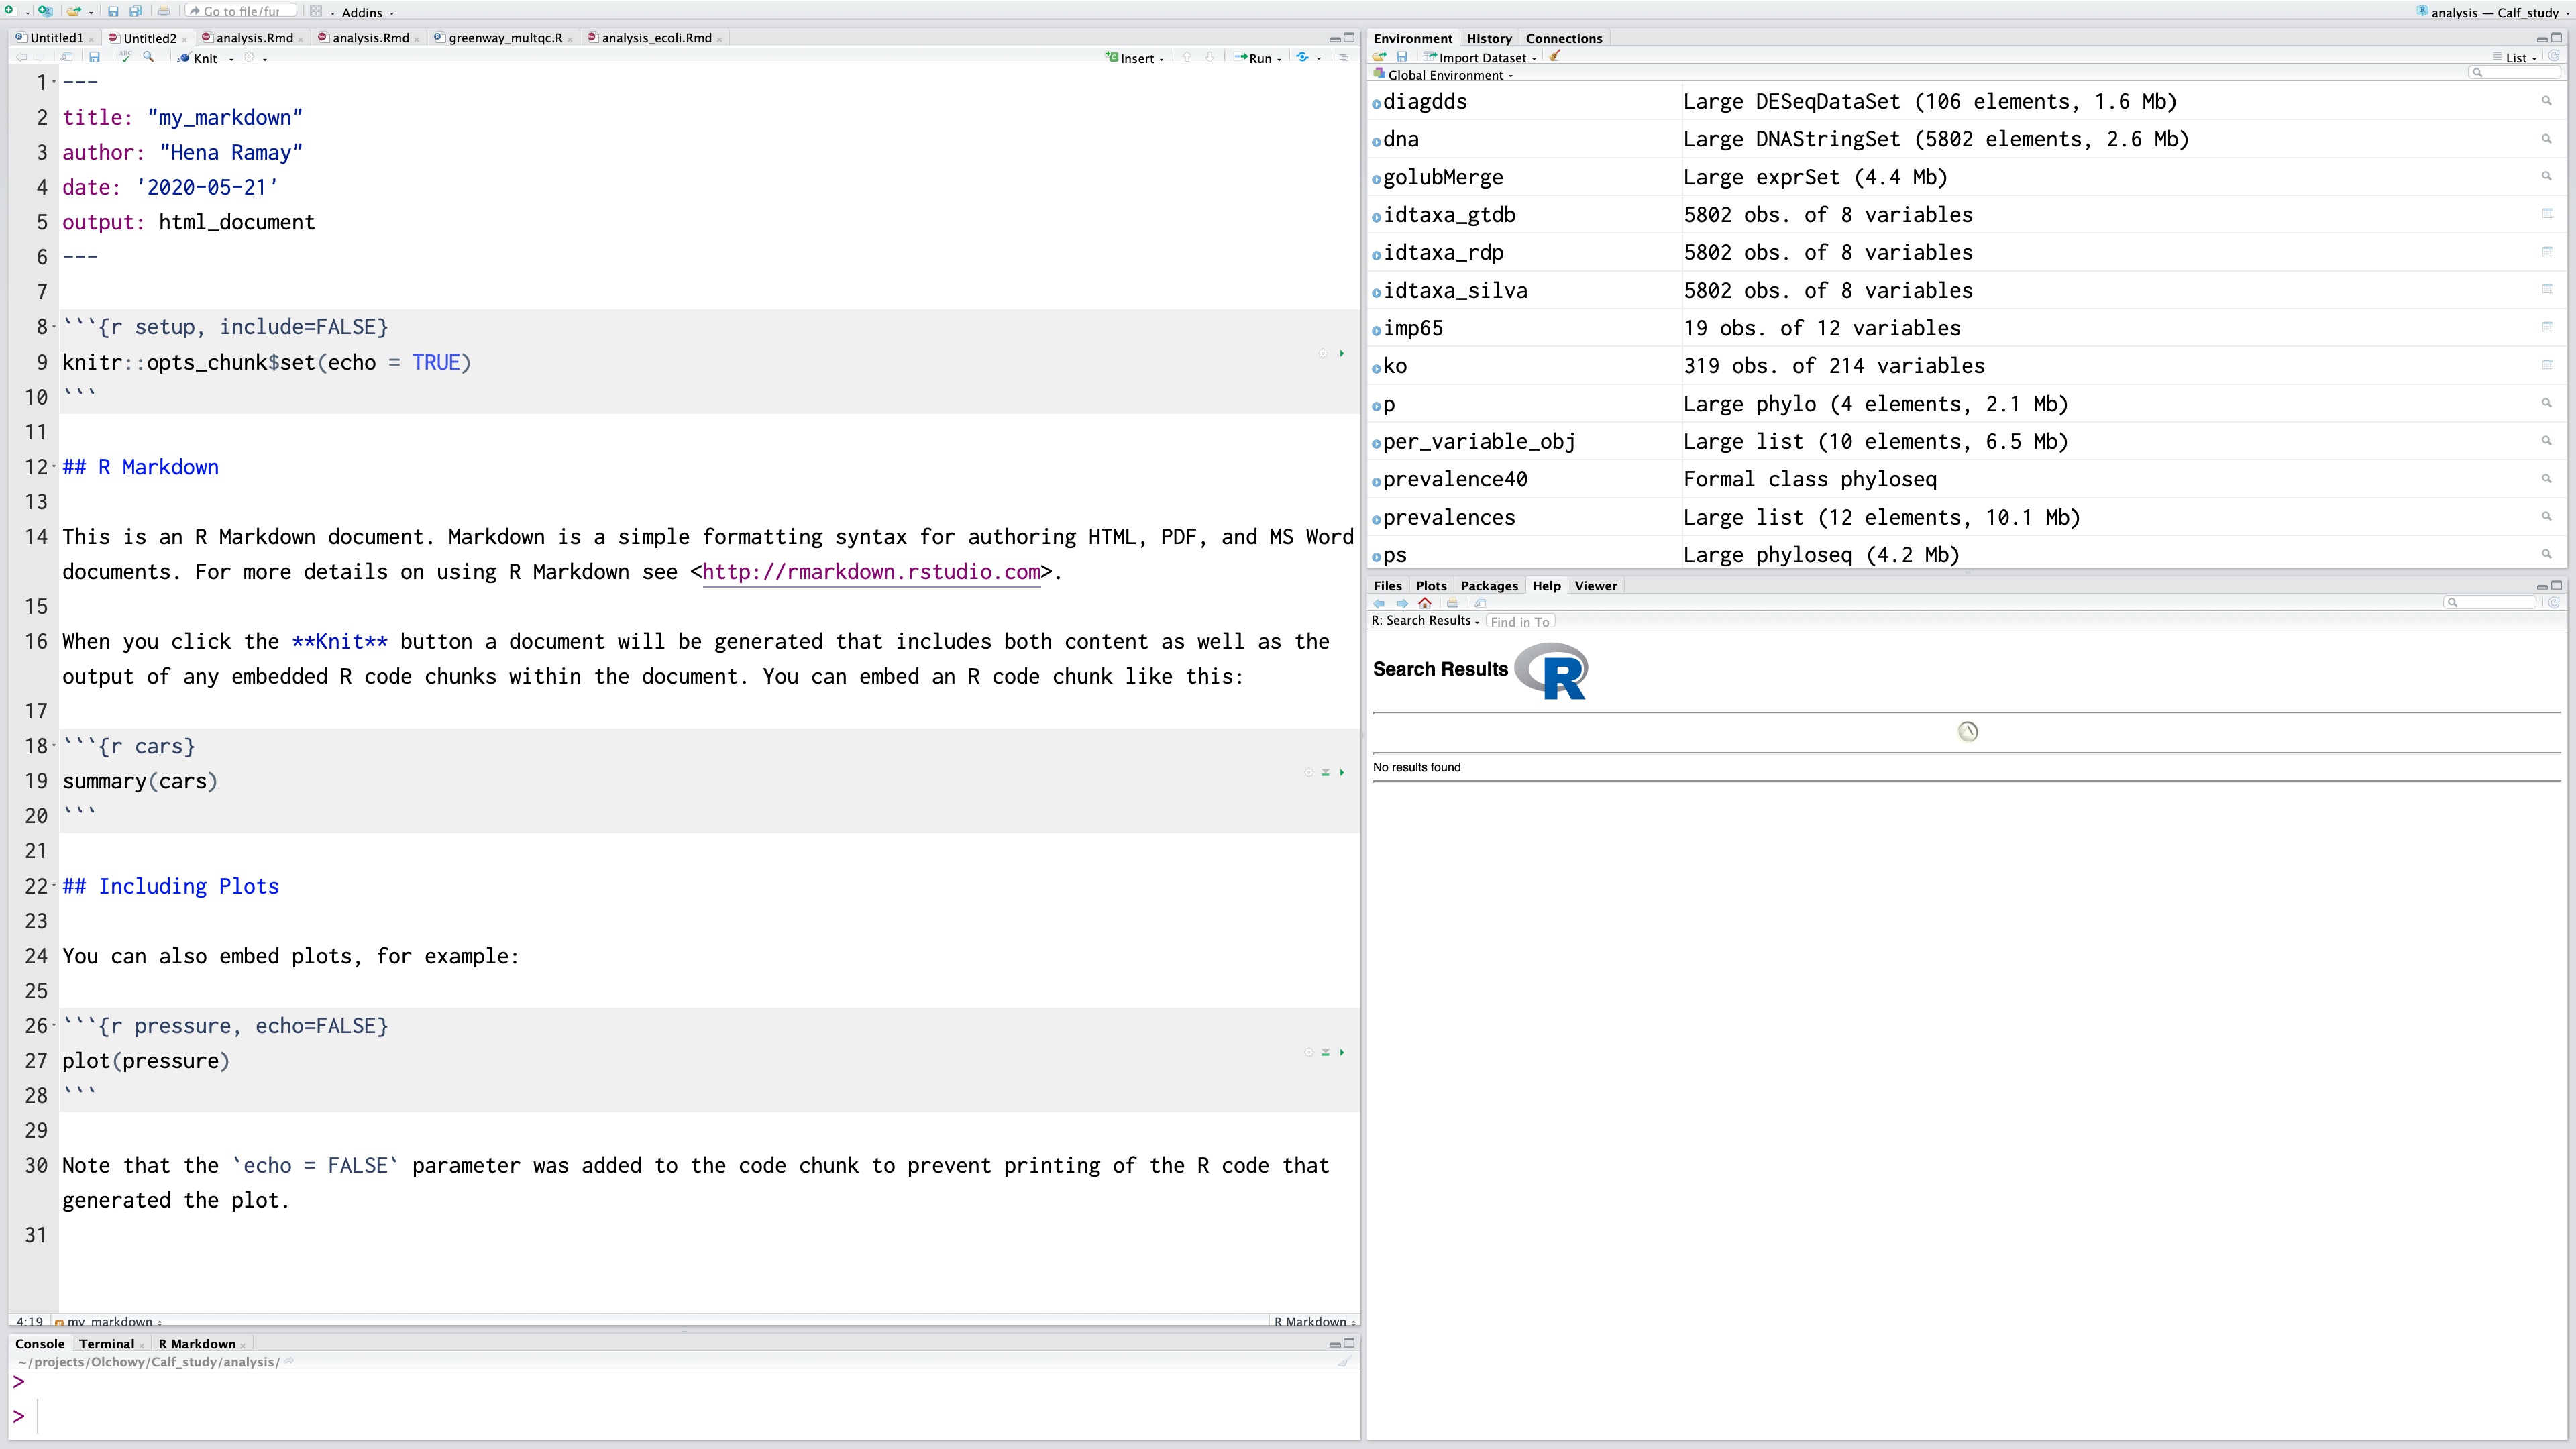 Go to file/fur
Addins
analysis — Calf_study
Untitled1
Untitled2
analysis.Rmd
analysis.Rmd
greenway_multqc.R
analysis_ecoli.Rmd
ABC
Knit
Insert
Run
1 ---
2 title: "my_markdown"
3 author: "Hena Ramay"
4 date: '2020-05-21'
5 output: html_document
6 ---
7
8 ```{r setup, include=FALSE}
9 knitr::opts_chunk$set(echo = TRUE)
10 ```
11
12 ## R Markdown
13
14 This is an R Markdown document. Markdown is a simple formatting syntax for authoring HTML, PDF, and MS Word
documents. For more details on using R Markdown see <http://rmarkdown.rstudio.com>.
15
16 When you click the **Knit** button a document will be generated that includes both content as well as the
output of any embedded R code chunks within the document. You can embed an R code chunk like this:
17
18 ```{r cars}
19 summary(cars)
20 ```
21
22 ## Including Plots
23
24 You can also embed plots, for example:
25
26 ```{r pressure, echo=FALSE}
27 plot(pressure)
28 ```
29
30 Note that the `echo = FALSE` parameter was added to the code chunk to prevent printing of the R code that
generated the plot.
31
4:19 my_markdown
R Markdown
Console Terminal R Markdown
~/projects/Olchowy/Calf_study/analysis/
>
>
Environment History Connections
Import Dataset
List
Global Environment
diagdds Large DESeqDataSet (106 elements, 1.6 Mb)
dna Large DNAStringSet (5802 elements, 2.6 Mb)
golubMerge Large exprSet (4.4 Mb)
idtaxa_gtdb 5802 obs. of 8 variables
idtaxa_rdp 5802 obs. of 8 variables
idtaxa_silva 5802 obs. of 8 variables
imp65 19 obs. of 12 variables
ko 319 obs. of 214 variables
p Large phylo (4 elements, 2.1 Mb)
per_variable_obj Large list (10 elements, 6.5 Mb)
prevalence40 Formal class phyloseq
prevalences Large list (12 elements, 10.1 Mb)
ps Large phyloseq (4.2 Mb)
Files Plots Packages Help Viewer
R: Search Results
Find in To
Search Results R
No results found